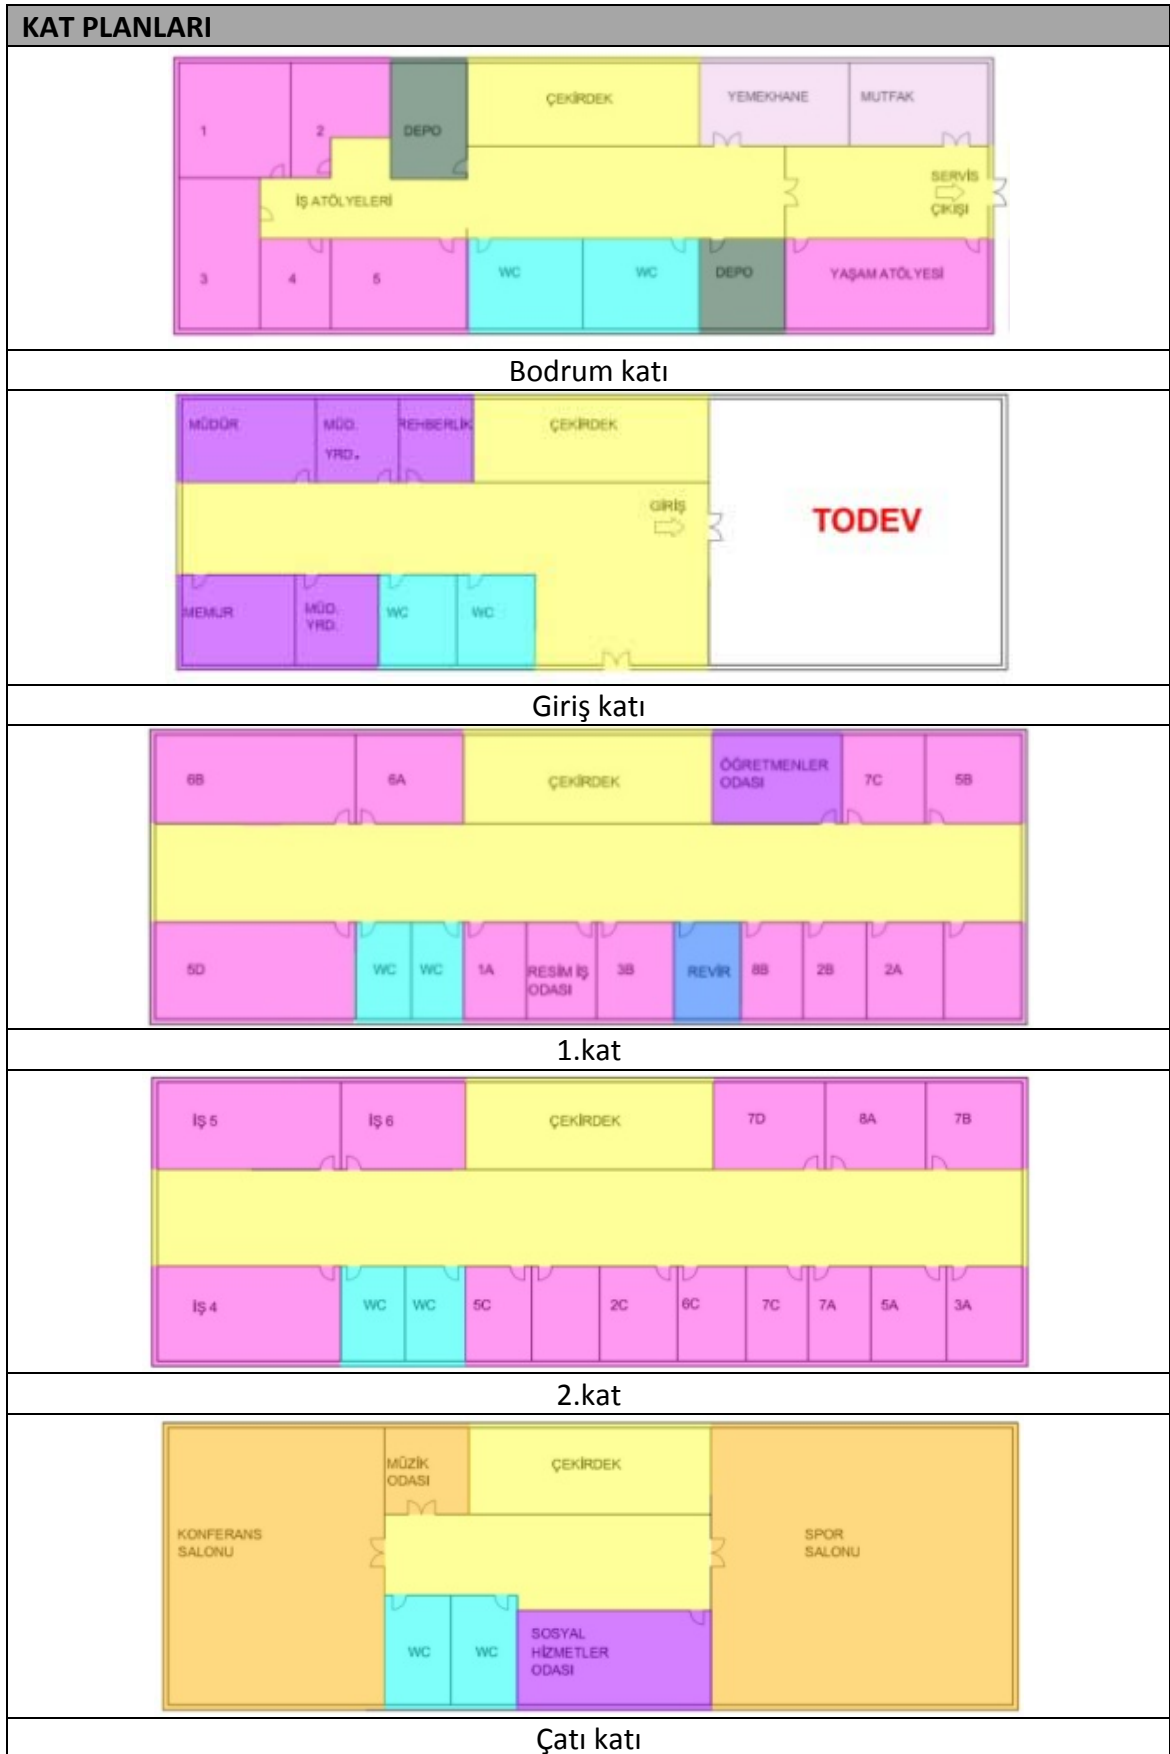 KAT PLANLARI
ÇEKİRDEK
YEMEKHANE
MUTFAK
1
2
DEPO
SERVİS
ÇIKIŞI
İŞ ATÖLYELERİ
3
4
5
WC
WC
DEPO
YAŞAM ATÖLYESİ
Bodrum katı
MÜDÜR
MÜD.
YRD.
REHBERLİK
ÇEKİRDEK
GİRİŞ
TODEV
MEMUR
MÜD.
YRD.
WC
WC
Giriş katı
6B
6A
ÇEKİRDEK
ÖĞRETMENLER
ODASI
7C
5B
5D
WC
WC
1A
RESİM İŞ
ODASI
3B
REVİR
8B
2B
2A
1.kat
İŞ 5
İŞ 6
ÇEKİRDEK
7D
8A
7B
İŞ 4
WC
WC
5C
2C
6C
7C
7A
5A
3A
2.kat
MÜZİK
ODASI
ÇEKİRDEK
KONFERANS
SALONU
SPOR
SALONU
WC
WC
SOSYAL
HİZMETLER
ODASI
Çatı katı